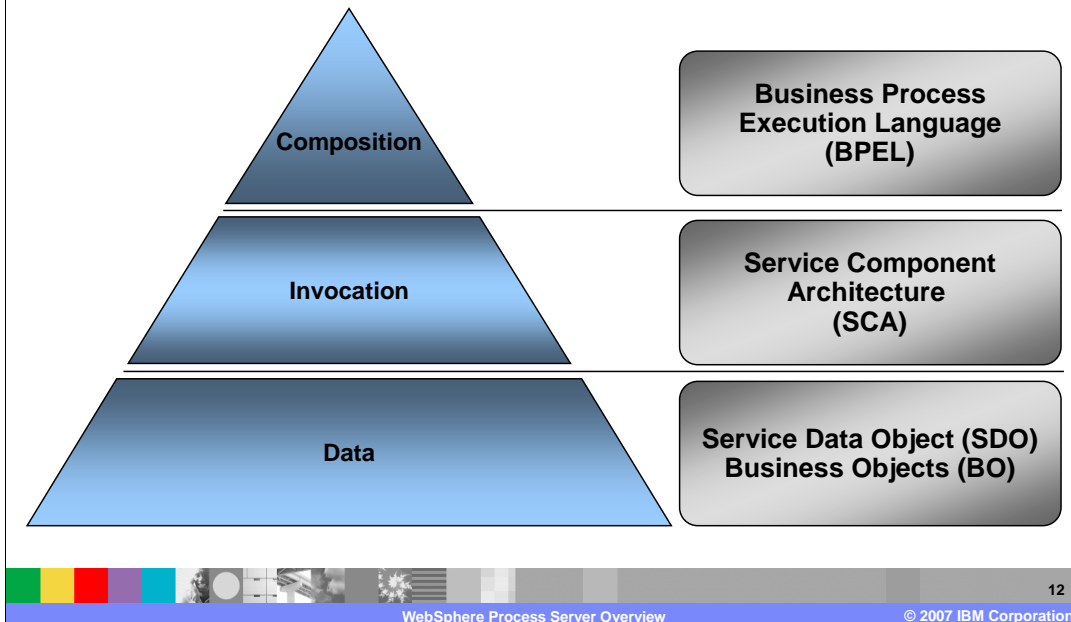 Composition
Business Process
Execution Language
(BPEL)
Invocation
Service Component
Architecture
(SCA)
Data
Service Data Object (SDO)
Business Objects (BO)
12
WebSphere Process Server Overview
© 2007 IBM Corporation